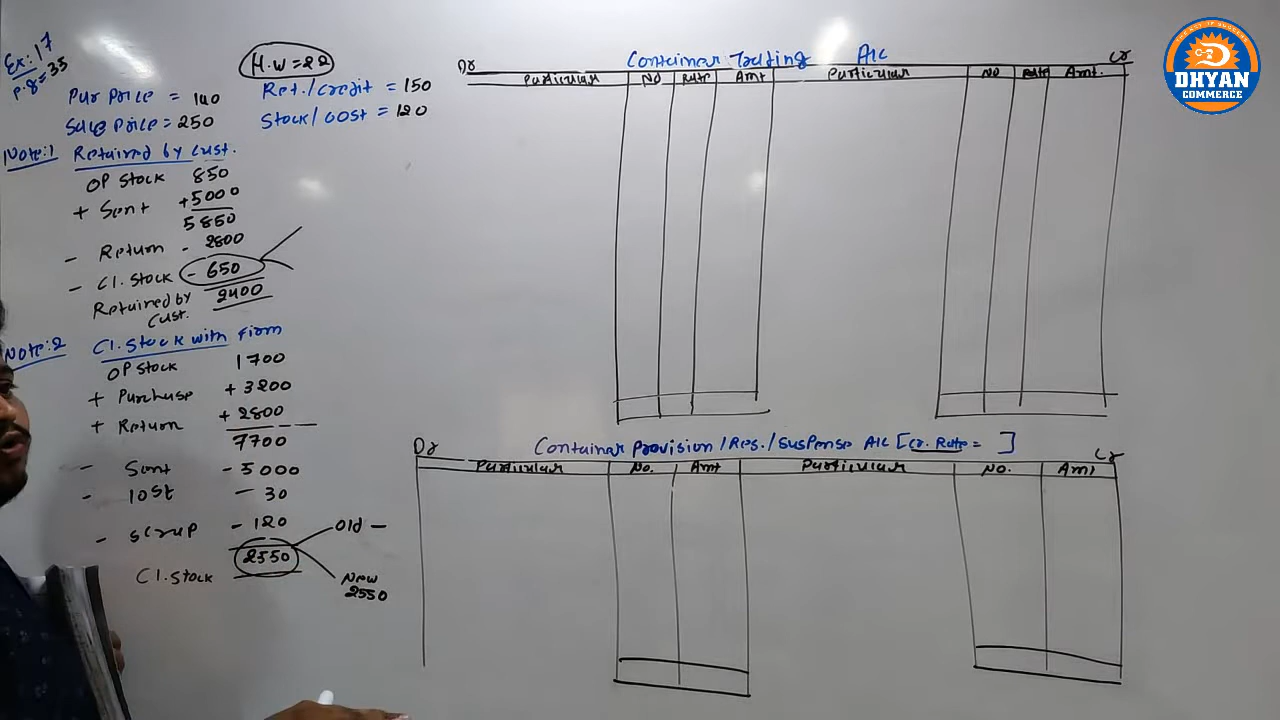 Ex:17
P.g=35
H.W=22
Pur Price = 140
Sale Price = 250
Ret./credit = 150
Stock/cost = 120
Note:1 Retained by cust.
OP Stock 850
+ Sent +5000
5850
- Return - 2800
- Cl. Stock - 650
Retained by cust. 2400
Note:2 Cl. Stock with Firm
OP Stock 1700
+ Purchase + 3200
+ Return + 2800
7700
- Sent - 5000
- lost - 30
- Scrap - 120
Cl. Stock 2550
Old -
New 2550
Container Trading A/c
Dr Cr
Particular No Rate Amt Particular No Rate Amt.
Container Provision/Res./Suspense A/c [Cr. Rate = ]
Dr Cr
Particular No. Amt Particular No. Amt
DHYAN
COMMERCE